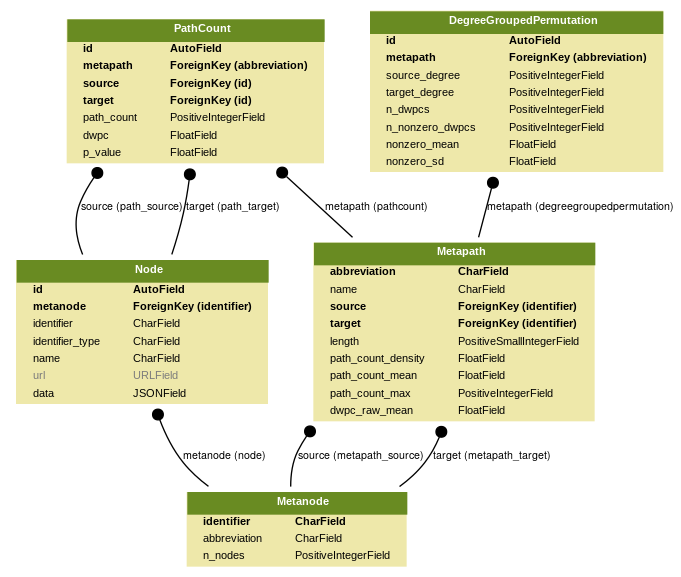 PathCount
id AutoField
metapath ForeignKey (abbreviation)
source ForeignKey (id)
target ForeignKey (id)
path_count PositiveIntegerField
dwpc FloatField
p_value FloatField
DegreeGroupedPermutation
id AutoField
metapath ForeignKey (abbreviation)
source_degree PositiveIntegerField
target_degree PositiveIntegerField
n_dwpcs PositiveIntegerField
n_nonzero_dwpcs PositiveIntegerField
nonzero_mean FloatField
nonzero_sd FloatField
source (path_source)
target (path_target)
metapath (pathcount)
metapath (degreegroupedpermutation)
Node
id AutoField
metanode ForeignKey (identifier)
identifier CharField
identifier_type CharField
name CharField
url URLField
data JSONField
Metapath
abbreviation CharField
name CharField
source ForeignKey (identifier)
target ForeignKey (identifier)
length PositiveSmallIntegerField
path_count_density FloatField
path_count_mean FloatField
path_count_max PositiveIntegerField
dwpc_raw_mean FloatField
metanode (node)
source (metapath_source)
target (metapath_target)
Metanode
identifier CharField
abbreviation CharField
n_nodes PositiveIntegerField